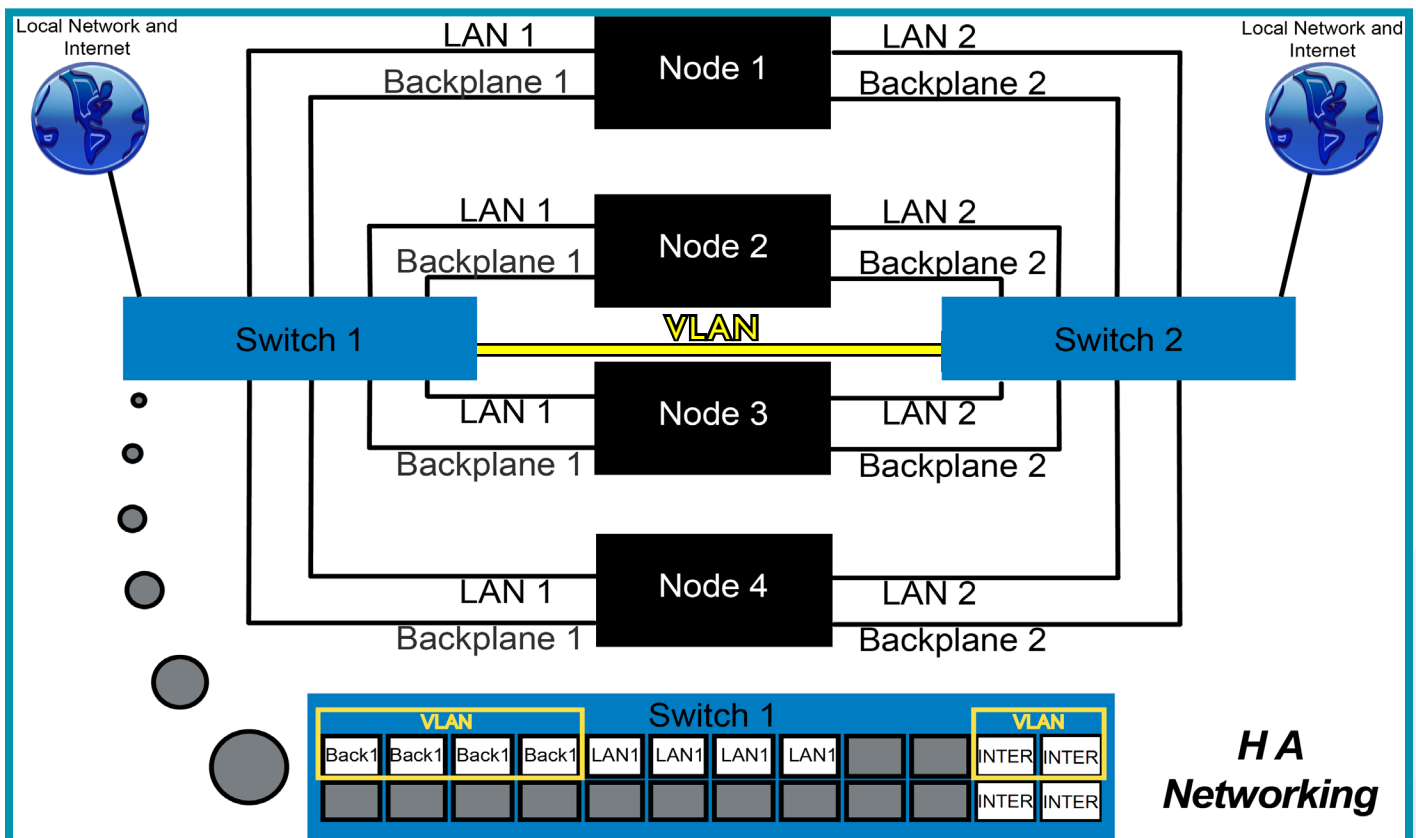 Local Network and
Internet
Local Network and
Internet
LAN 1
Node 1
LAN 2
Backplane 1
Backplane 2
LAN 1
Node 2
LAN 2
Backplane 1
Backplane 2
Switch 1
VLAN
Switch 2
LAN 1
Node 3
LAN 2
Backplane 1
Backplane 2
LAN 1
Node 4
LAN 2
Backplane 1
Backplane 2
VLAN
Switch 1
VLAN
Back1 Back1 Back1 Back1 LAN1 LAN1 LAN1 LAN1 INTER INTER
INTER INTER
H A
Networking